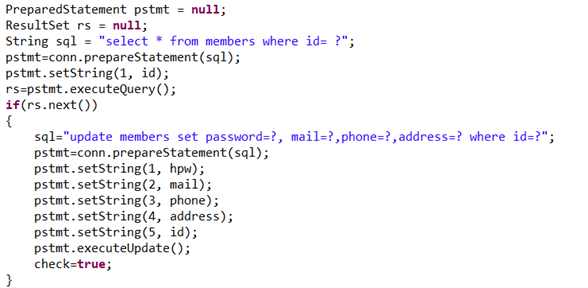 PreparedStatement pstmt = null;
ResultSet rs = null;
String sql = "select * from members where id= ?";
pstmt=conn.prepareStatement(sql);
pstmt.setString(1, id);
rs=pstmt.executeQuery();
if(rs.next())
{
    sql="update members set password=?, mail=?,phone=?,address=? where id=?";
    pstmt=conn.prepareStatement(sql);
    pstmt.setString(1, hpw);
    pstmt.setString(2, mail);
    pstmt.setString(3, phone);
    pstmt.setString(4, address);
    pstmt.setString(5, id);
    pstmt.executeUpdate();
    check=true;
}